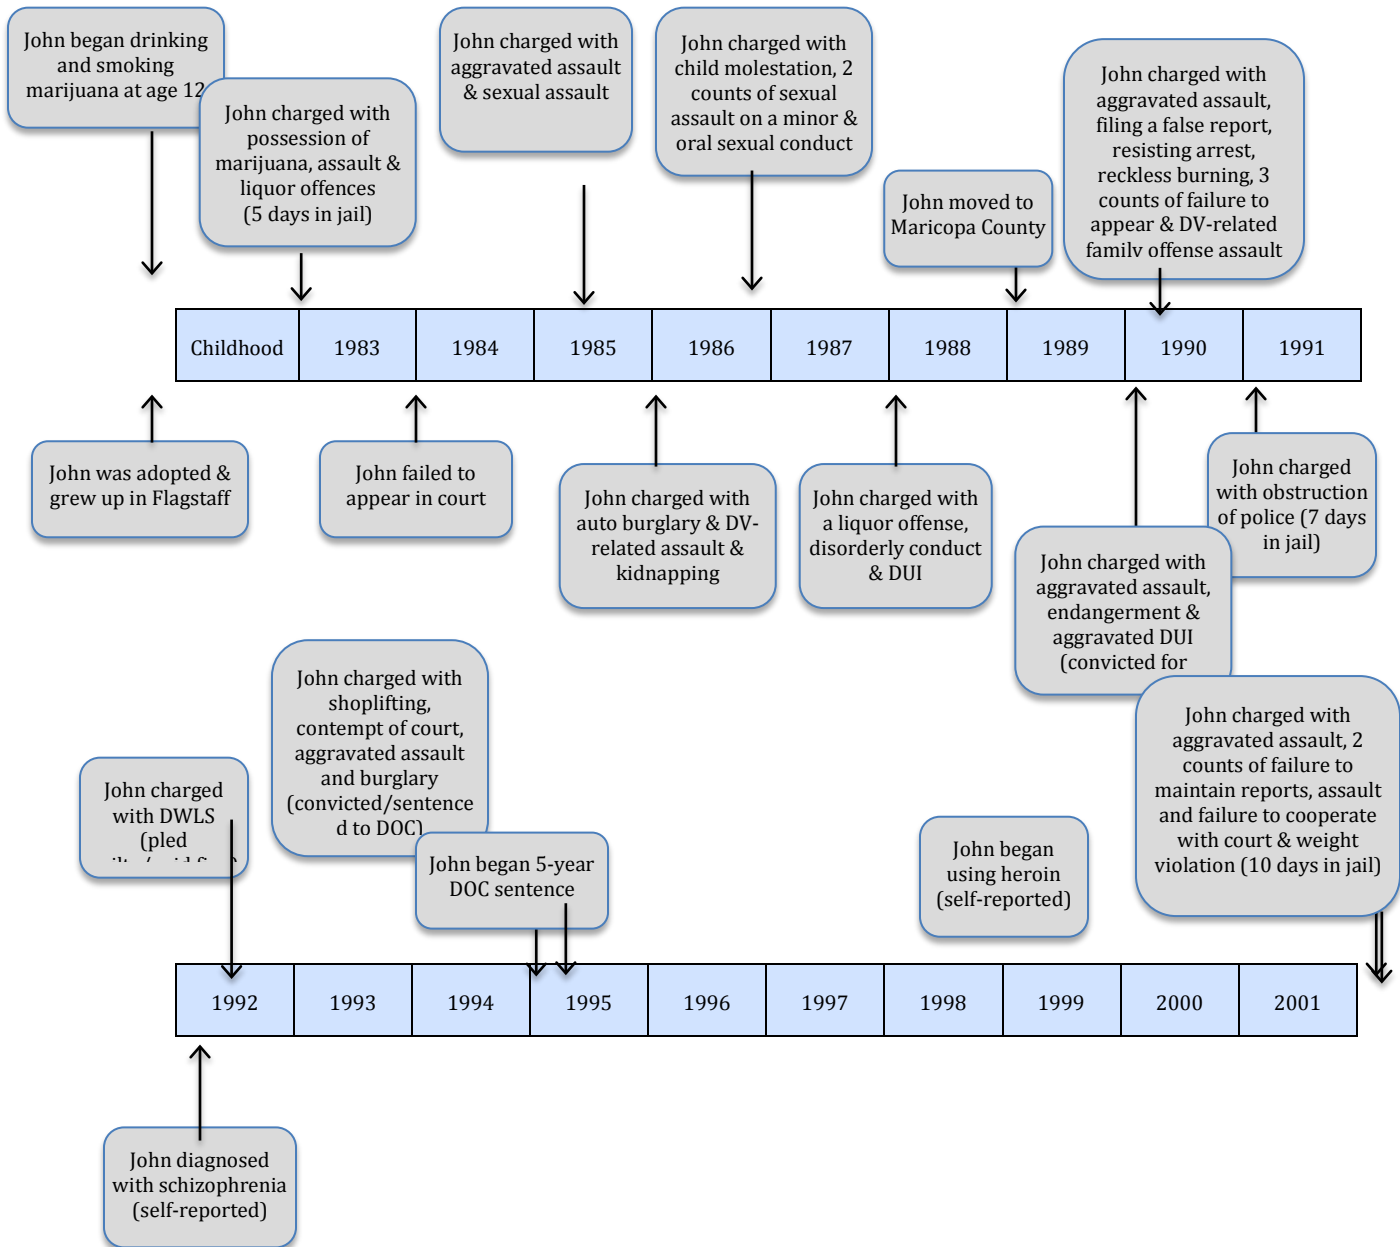 John began drinking
and smoking
marijuana at age 12
John charged with
possession of
marijuana, assault &
liquor offences
(5 days in jail)
John charged with
aggravated assault
& sexual assault
John charged with
child molestation, 2
counts of sexual
assault on a minor &
oral sexual conduct
John moved to
Maricopa County
John charged with
aggravated assault,
filing a false report,
resisting arrest,
reckless burning, 3
counts of failure to
appear & DV-related
family offense assault
Childhood 1983 1984 1985 1986 1987 1988 1989 1990 1991
John was adopted &
grew up in Flagstaff
John failed to
appear in court
John charged with
auto burglary & DV-
related assault &
kidnapping
John charged with
a liquor offense,
disorderly conduct
& DUI
John charged with
aggravated assault,
endangerment &
aggravated DUI
(convicted for
John charged
with obstruction
of police (7 days
in jail)
John charged
with DWLS
(pled
John charged with
shoplifting,
contempt of court,
aggravated assault
and burglary
(convicted/sentence
d to DOC)
John began 5-year
DOC sentence
John began
using heroin
(self-reported)
John charged with
aggravated assault, 2
counts of failure to
maintain reports, assault
and failure to cooperate
with court & weight
violation (10 days in jail)
1992 1993 1994 1995 1996 1997 1998 1999 2000 2001
John diagnosed
with schizophrenia
(self-reported)